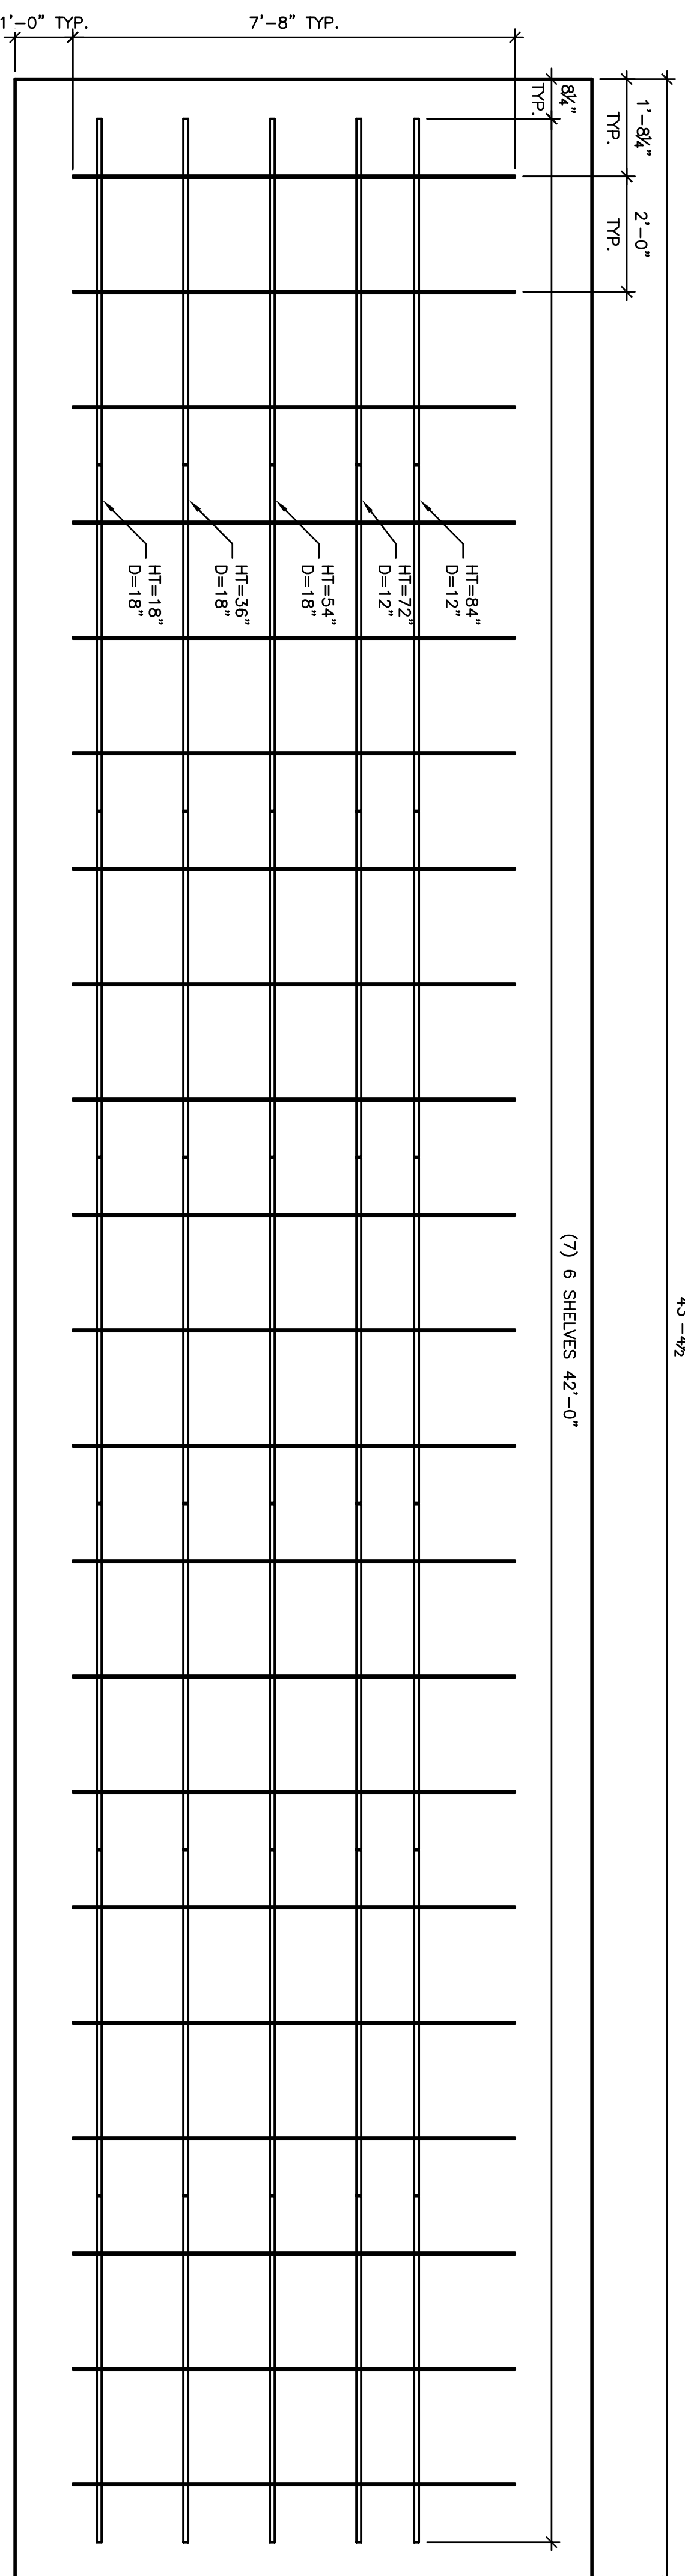 1'-0" TYP.
7'-8" TYP.
8¼"
TYP.
1'-8¼"
TYP.
2'-0"
TYP.
(7) 6 SHELVES 42'-0"
HT=84"
D=12"
HT=72"
D=12"
HT=54"
D=18"
HT=36"
D=18"
HT=18"
D=18"